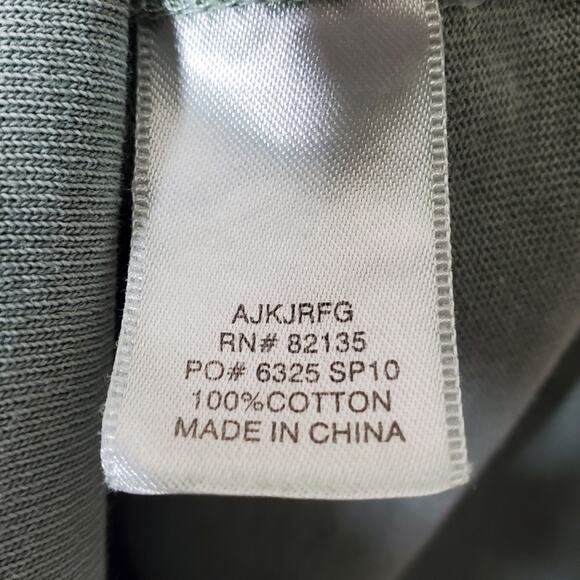 AJKJRFG
RN# 82135
PO# 6325 SP10
100%COTTON
MADE IN CHINA